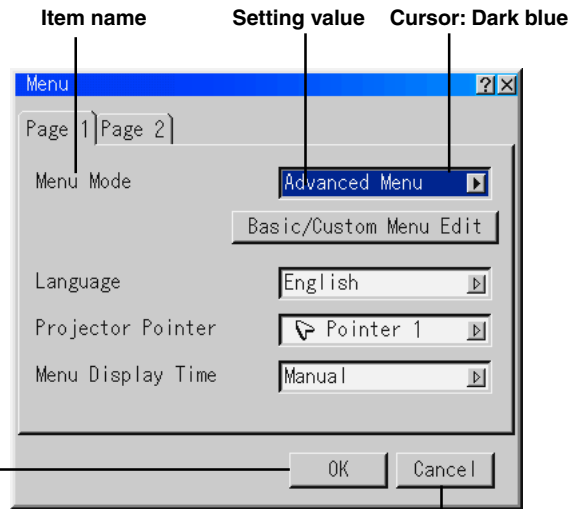 Item name Setting value Cursor: Dark blue
Menu
Page 1 Page 2
Menu Mode Advanced Menu
Basic/Custom Menu Edit
Language English
Projector Pointer Pointer 1
Menu Display Time Manual
OK Cancel